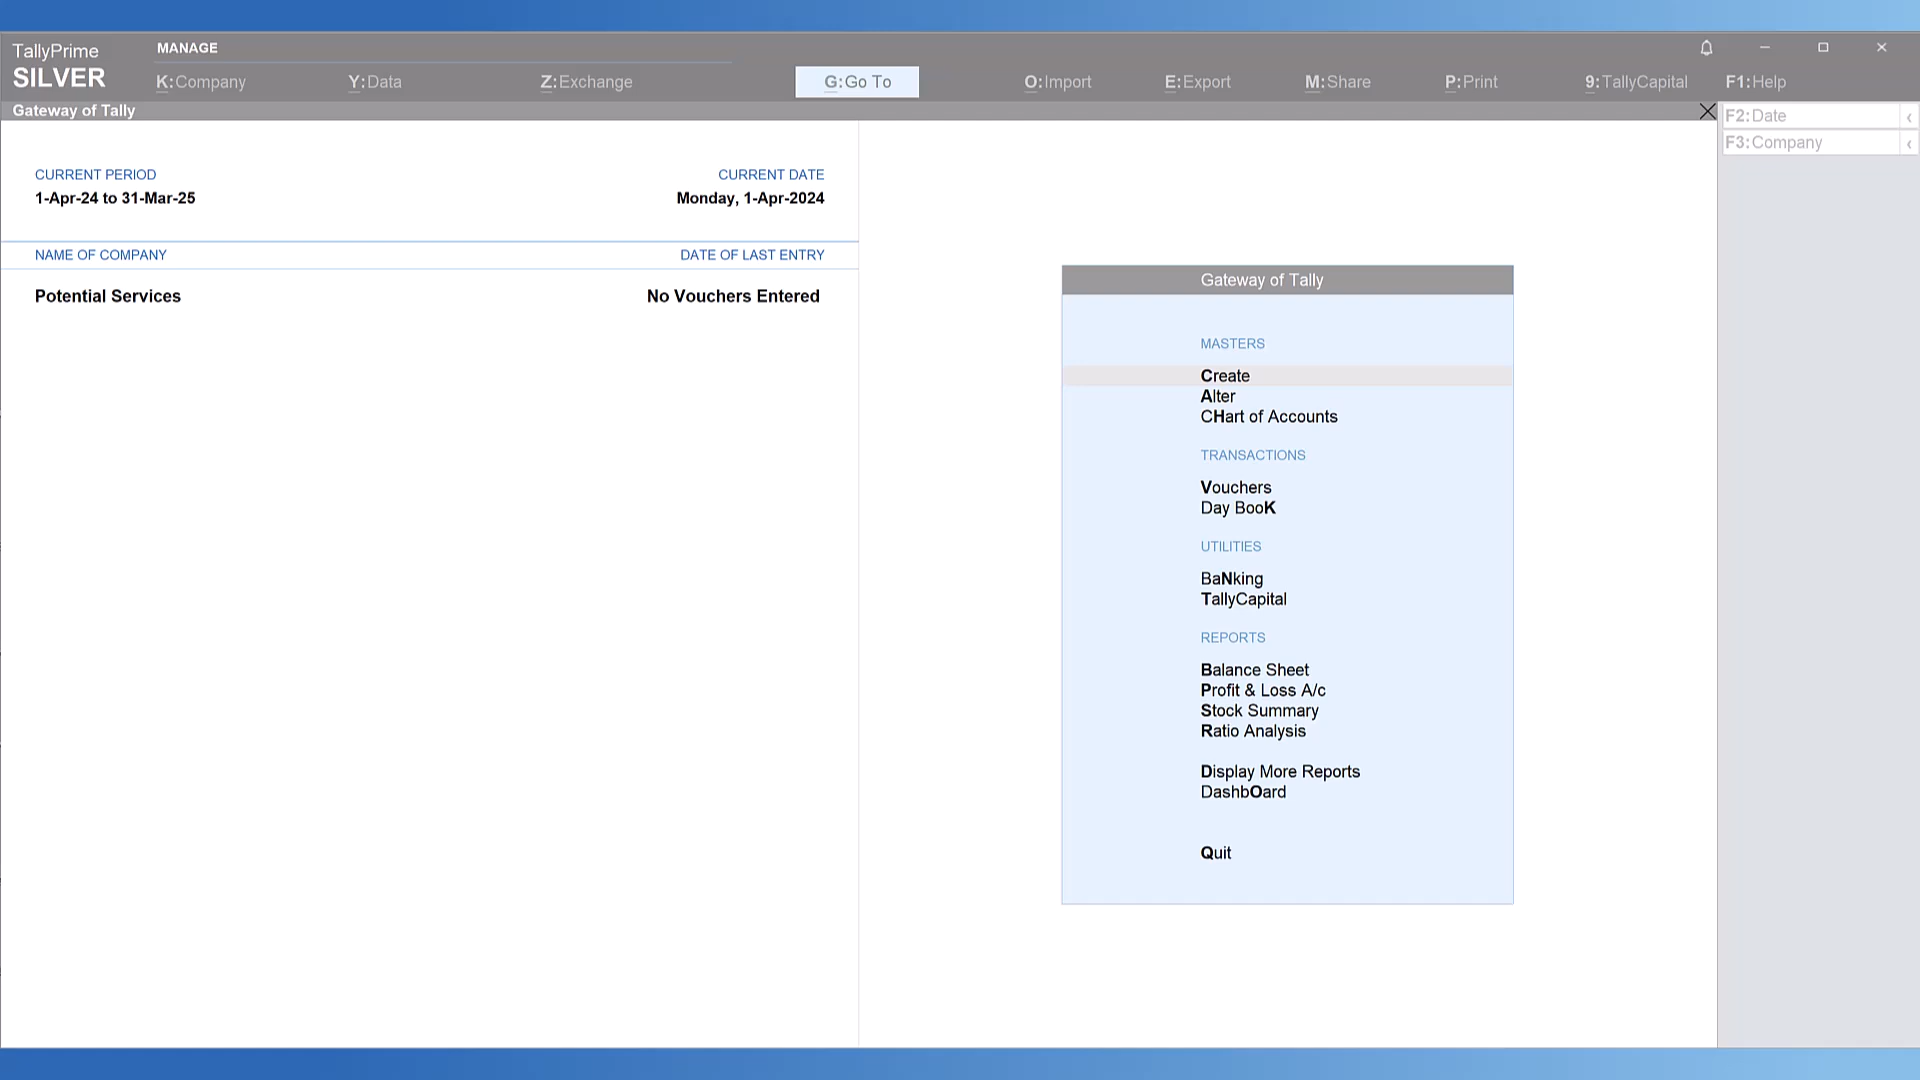 TallyPrime
SILVER
MANAGE
K:Company
Y:Data
Z:Exchange
G:Go To
O:Import
E:Export
M:Share
P:Print
9:TallyCapital
F1:Help
Gateway of Tally
F2:Date
F3:Company
CURRENT PERIOD
CURRENT DATE
1-Apr-24 to 31-Mar-25
Monday, 1-Apr-2024
NAME OF COMPANY
DATE OF LAST ENTRY
Potential Services
No Vouchers Entered
Gateway of Tally
MASTERS
Create
Alter
CHart of Accounts
TRANSACTIONS
Vouchers
Day BooK
UTILITIES
BaNking
TallyCapital
REPORTS
Balance Sheet
Profit & Loss A/c
Stock Summary
Ratio Analysis
Display More Reports
DashbOard
Quit